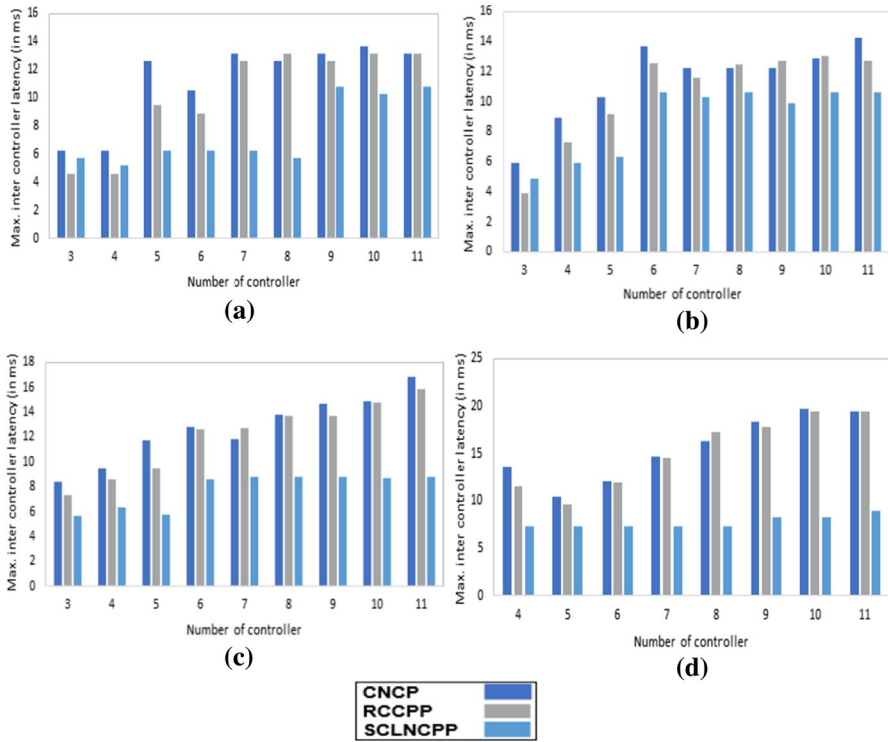 Max. inter controller latency (in ms)
16
14
12
10
8
6
4
2
0
3 4 5 6 7 8 9 10 11
Number of controller
(a)
Max. inter controller latency (in ms)
16
14
12
10
8
6
4
2
0
3 4 5 6 7 8 9 10 11
Number of controller
(b)
Max. inter controller latency (in ms)
18
16
14
12
10
8
6
4
2
0
3 4 5 6 7 8 9 10 11
Number of controller
(c)
Max. inter controller latency (in ms)
25
20
15
10
5
0
4 5 6 7 8 9 10 11
Number of controller
(d)
CNCP
RCCPP
SCLNCPP